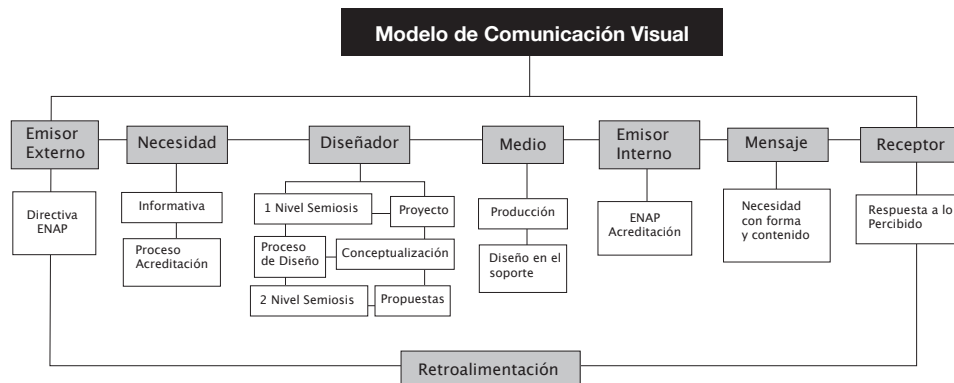 Modelo de Comunicación Visual
Emisor
Externo
Necesidad
Diseñador
Medio
Emisor
Interno
Mensaje
Receptor
Directiva
ENAP
Informativa
Proceso
Acreditación
1 Nivel Semiosis
Proyecto
Proceso
de Diseño
Conceptualización
2 Nivel Semiosis
Propuestas
Producción
Diseño en el
soporte
ENAP
Acreditación
Necesidad
con forma
y contenido
Respuesta a lo
Percibido
Retroalimentación